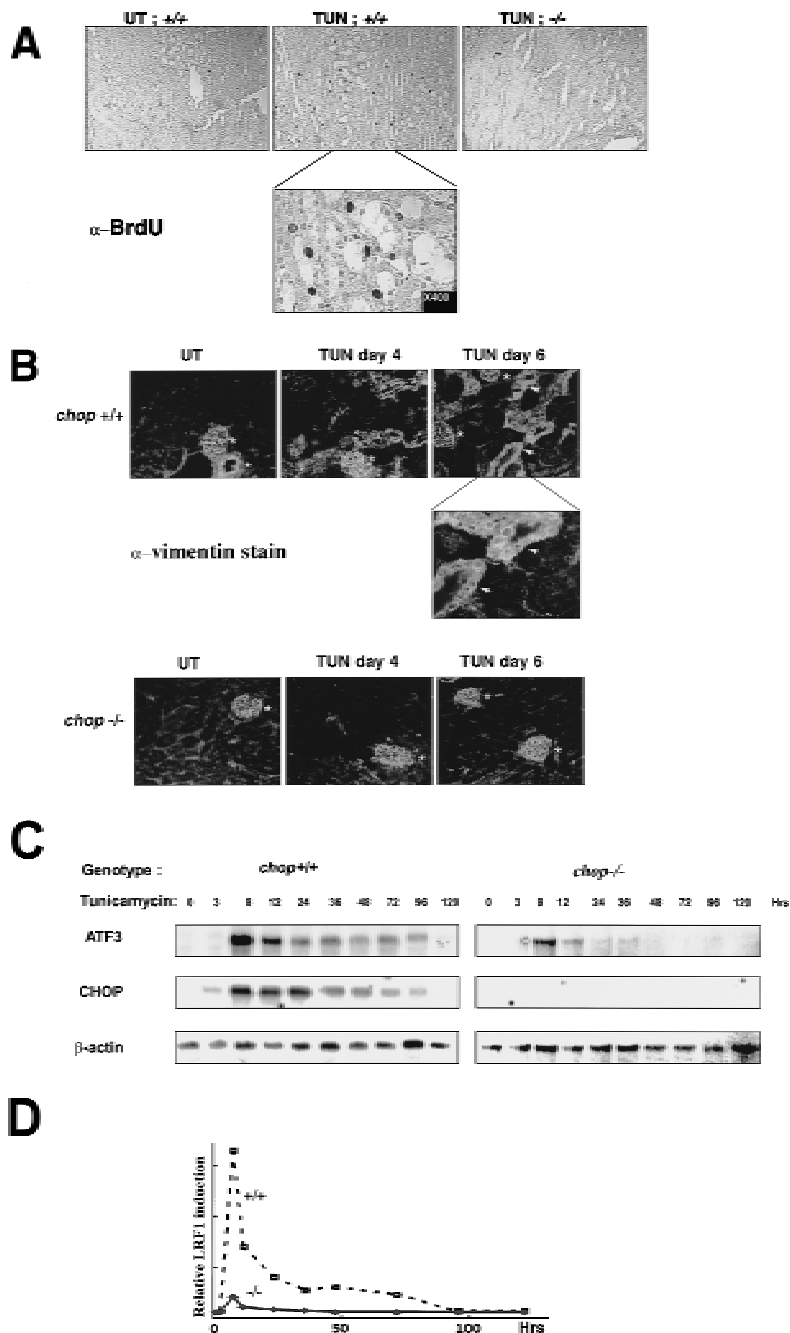 UT ; +/+ TUN ; +/+ TUN ; -/-
A
α–BrdU
X400
B
UT TUN day 4 TUN day 6
chop +/+
* * * * *
α–vimentin stain
UT TUN day 4 TUN day 6
chop -/-
* * * *
C
Genotype : chop+/+ chop-/-
Tunicamycin: 0 3 8 12 24 36 48 72 96 120 0 3 8 12 24 36 48 72 96 120 Hrs
ATF3
CHOP
β-actin
D
Relative LRF1 induction
+/+
-/-
0 50 100 Hrs